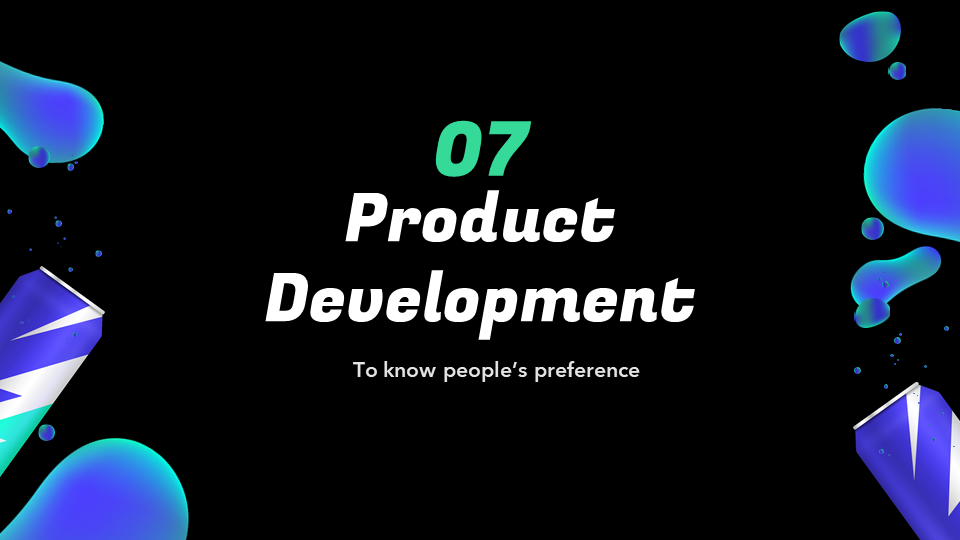 07
Product
Development
To know people’s preference